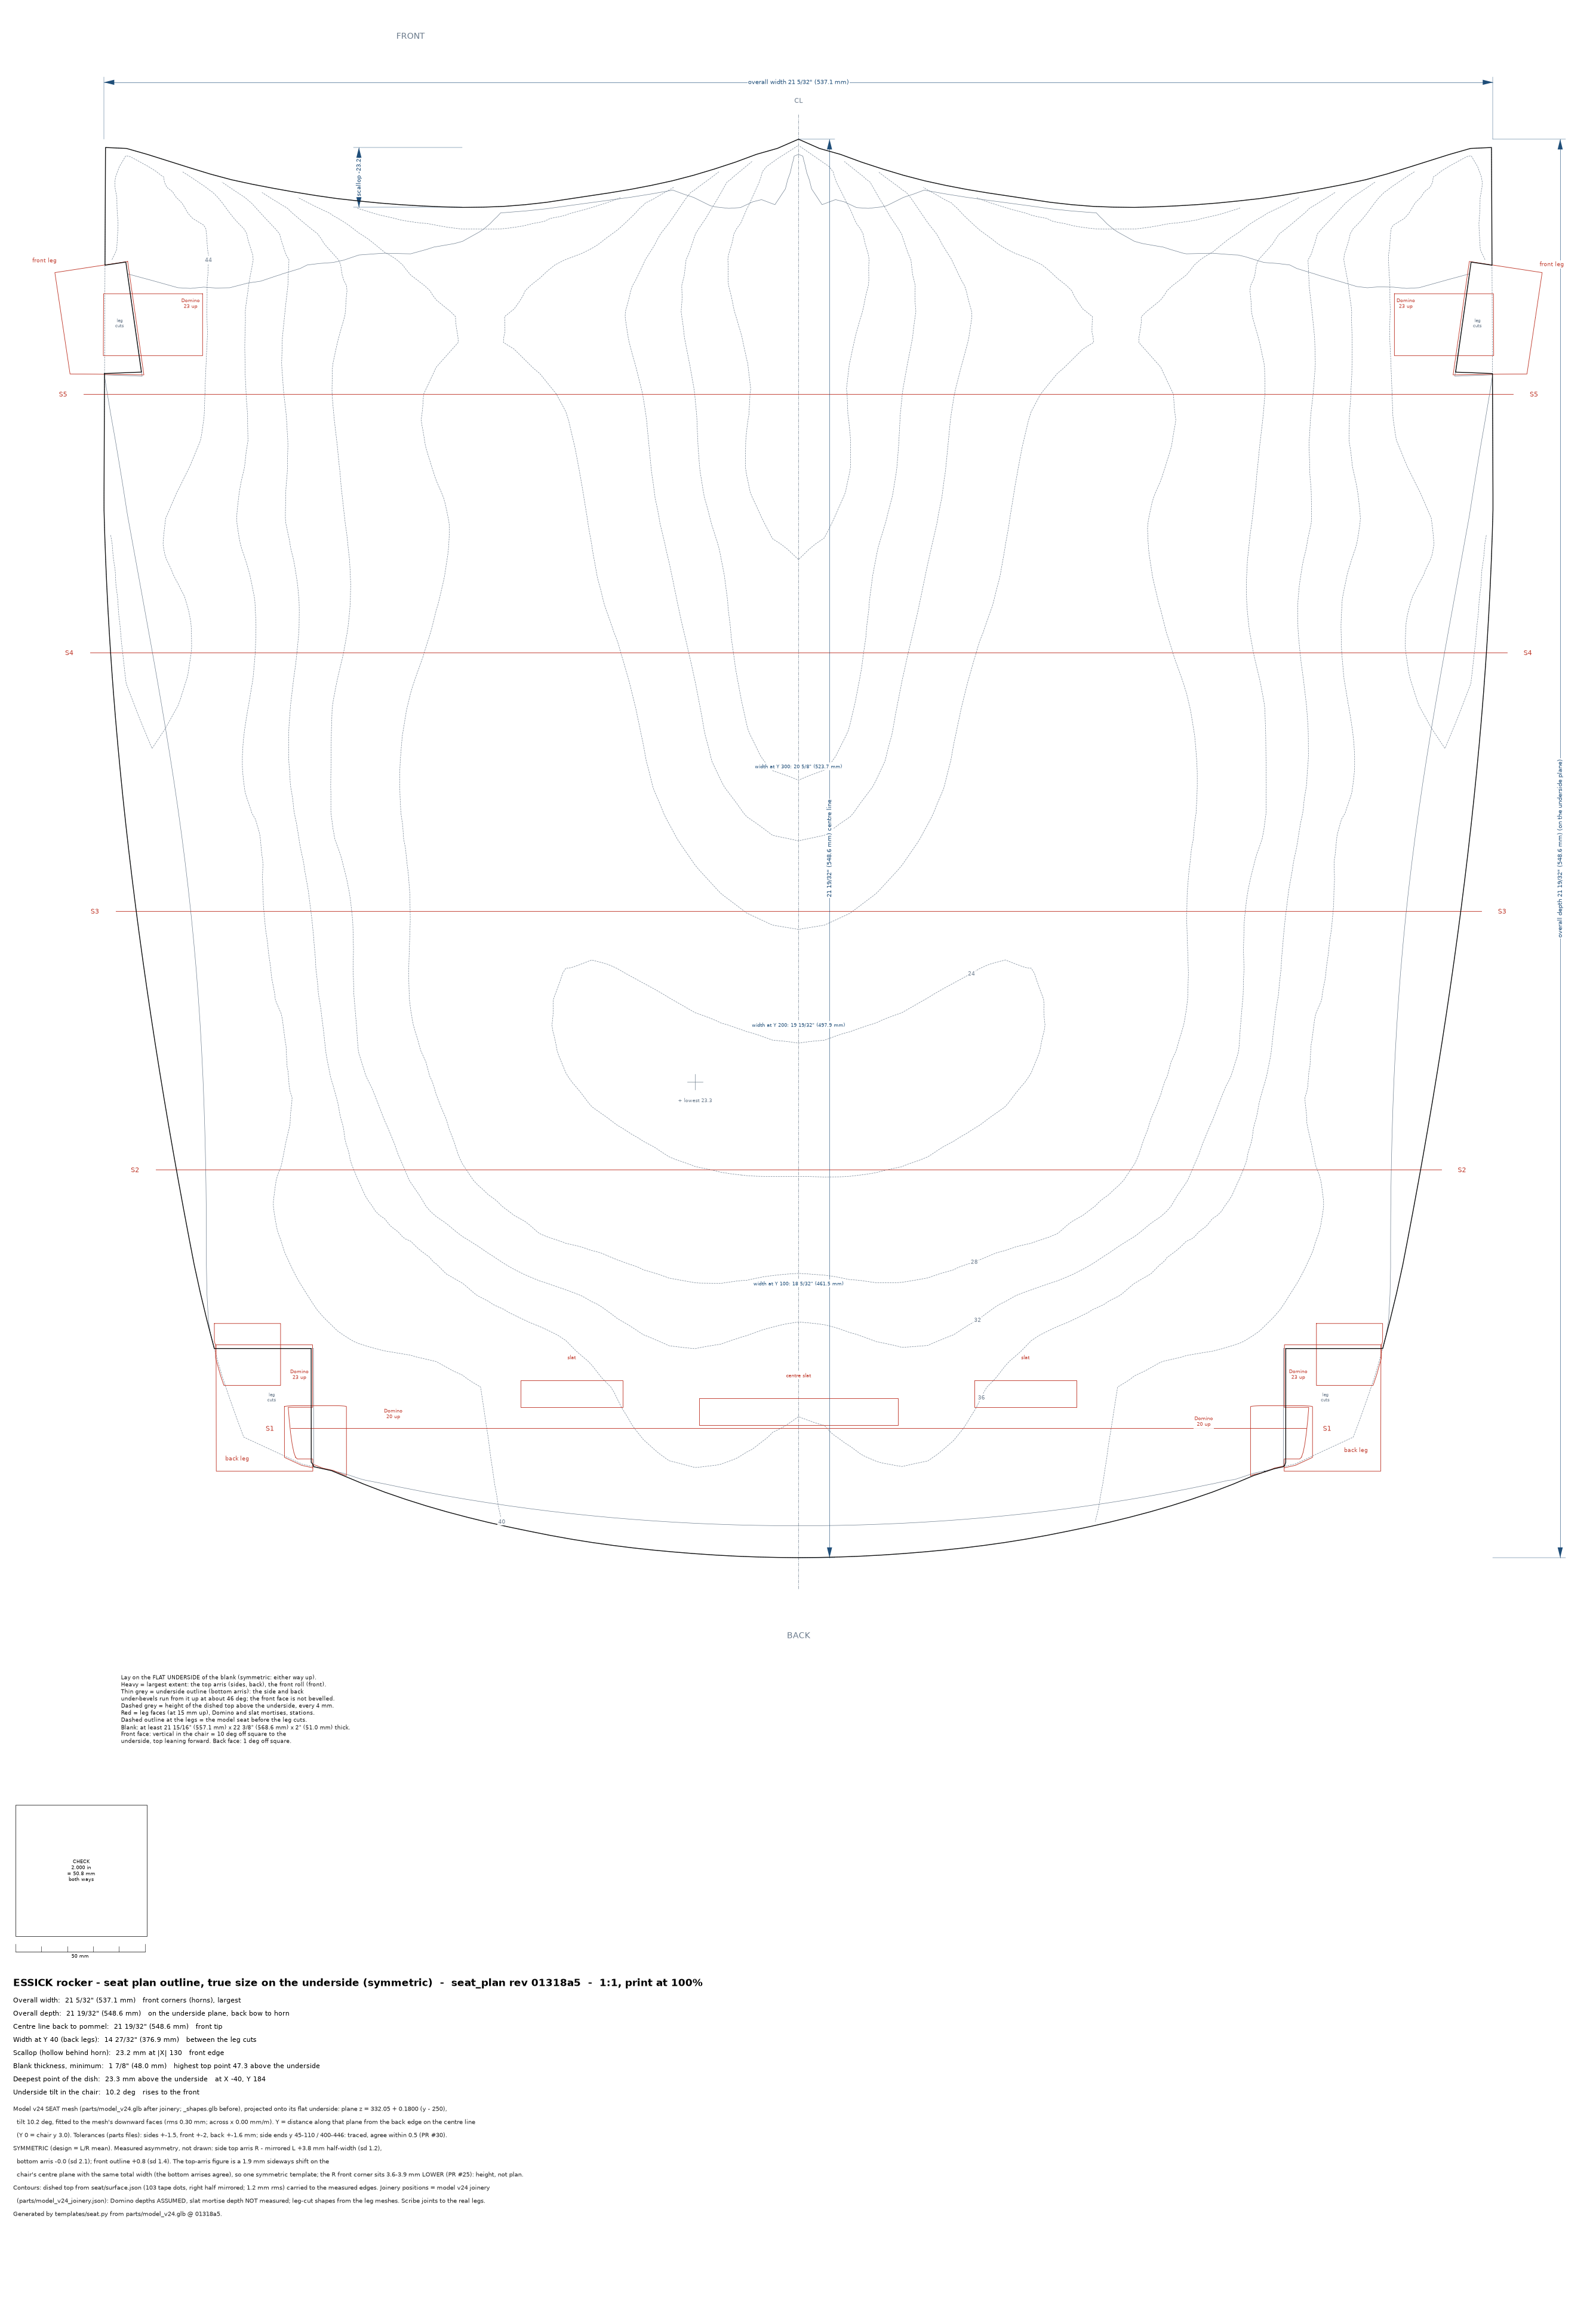 FRONT
overall width 21 5/32" (537.1 mm)
CL
scallop -23.2
front leg
front leg
44
Domino
23 up
Domino
23 up
leg
cuts
leg
cuts
S5
S5
S4
S4
width at Y 300: 20 5/8" (523.7 mm)
21 19/32" (548.6 mm) centre line
overall depth 21 19/32" (548.6 mm) (on the underside plane)
S3
S3
24
width at Y 200: 19 19/32" (497.9 mm)
+ lowest 23.3
S2
S2
28
width at Y 100: 18 5/32" (461.5 mm)
32
slat
slat
centre slat
Domino
23 up
Domino
23 up
leg
cuts
leg
cuts
36
Domino
20 up
Domino
20 up
S1
S1
back leg
back leg
40
BACK
Lay on the FLAT UNDERSIDE of the blank (symmetric: either way up).
Heavy = largest extent: the top arris (sides, back), the front roll (front).
Thin grey = underside outline (bottom arris): the side and back
under-bevels run from it up at about 46 deg; the front face is not bevelled.
Dashed grey = height of the dished top above the underside, every 4 mm.
Red = leg faces (at 15 mm up), Domino and slat mortises, stations.
Dashed outline at the legs = the model seat before the leg cuts.
Blank: at least 21 15/16" (557.1 mm) x 22 3/8" (568.6 mm) x 2" (51.0 mm) thick.
Front face: vertical in the chair = 10 deg off square to the
underside, top leaning forward. Back face: 1 deg off square.
CHECK
2.000 in
= 50.8 mm
both ways
50 mm
ESSICK rocker - seat plan outline, true size on the underside (symmetric) - seat_plan rev 01318a5 - 1:1, print at 100%
Overall width: 21 5/32" (537.1 mm) front corners (horns), largest
Overall depth: 21 19/32" (548.6 mm) on the underside plane, back bow to horn
Centre line back to pommel: 21 19/32" (548.6 mm) front tip
Width at Y 40 (back legs): 14 27/32" (376.9 mm) between the leg cuts
Scallop (hollow behind horn): 23.2 mm at |X| 130 front edge
Blank thickness, minimum: 1 7/8" (48.0 mm) highest top point 47.3 above the underside
Deepest point of the dish: 23.3 mm above the underside at X -40, Y 184
Underside tilt in the chair: 10.2 deg rises to the front
Model v24 SEAT mesh (parts/model_v24.glb after joinery; _shapes.glb before), projected onto its flat underside: plane z = 332.05 + 0.1800 (y - 250),
tilt 10.2 deg, fitted to the mesh's downward faces (rms 0.30 mm; across x 0.00 mm/m). Y = distance along that plane from the back edge on the centre line
(Y 0 = chair y 3.0). Tolerances (parts files): sides +-1.5, front +-2, back +-1.6 mm; side ends y 45-110 / 400-446: traced, agree within 0.5 (PR #30).
SYMMETRIC (design = L/R mean). Measured asymmetry, not drawn: side top arris R - mirrored L +3.8 mm half-width (sd 1.2),
bottom arris -0.0 (sd 2.1); front outline +0.8 (sd 1.4). The top-arris figure is a 1.9 mm sideways shift on the
chair's centre plane with the same total width (the bottom arrises agree), so one symmetric template; the R front corner sits 3.6-3.9 mm LOWER (PR #25): height, not plan.
Contours: dished top from seat/surface.json (103 tape dots, right half mirrored; 1.2 mm rms) carried to the measured edges. Joinery positions = model v24 joinery
(parts/model_v24_joinery.json): Domino depths ASSUMED, slat mortise depth NOT measured; leg-cut shapes from the leg meshes. Scribe joints to the real legs.
Generated by templates/seat.py from parts/model_v24.glb @ 01318a5.